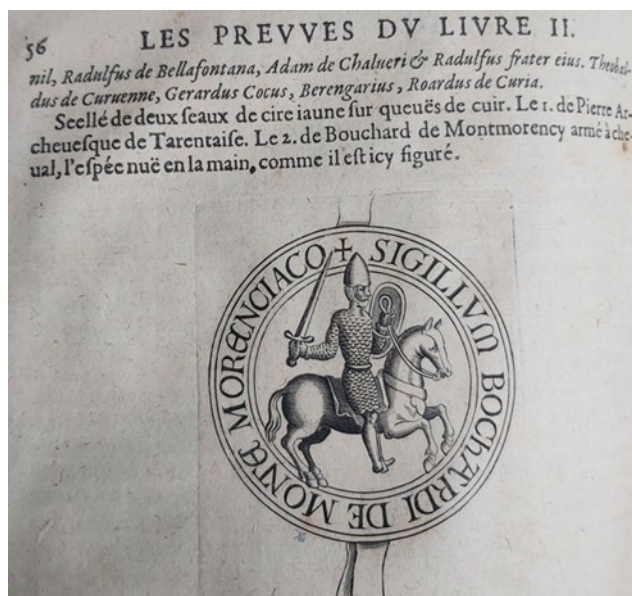 56 LES PREVVES DV LIVRE II.
nil, Radulfus de Bellafontana, Adam de Chalueri & Radulfus frater eius. Theobal-
dus de Curuenne, Gerardus Cocus, Berengarius, Roardus de Curia.
Seellé de deux ſeaux de cire iaune ſur queuës de cuir. Le 1. de Pierre Ar-
cheueſque de Tarentaiſe. Le 2. de Bouchard de Montmorency armé à che-
ual, l'eſpée nuë en la main, comme il eſt icy figuré.
✝ SIGILLVM BOCHARDI DE MONTE MORENCIACO